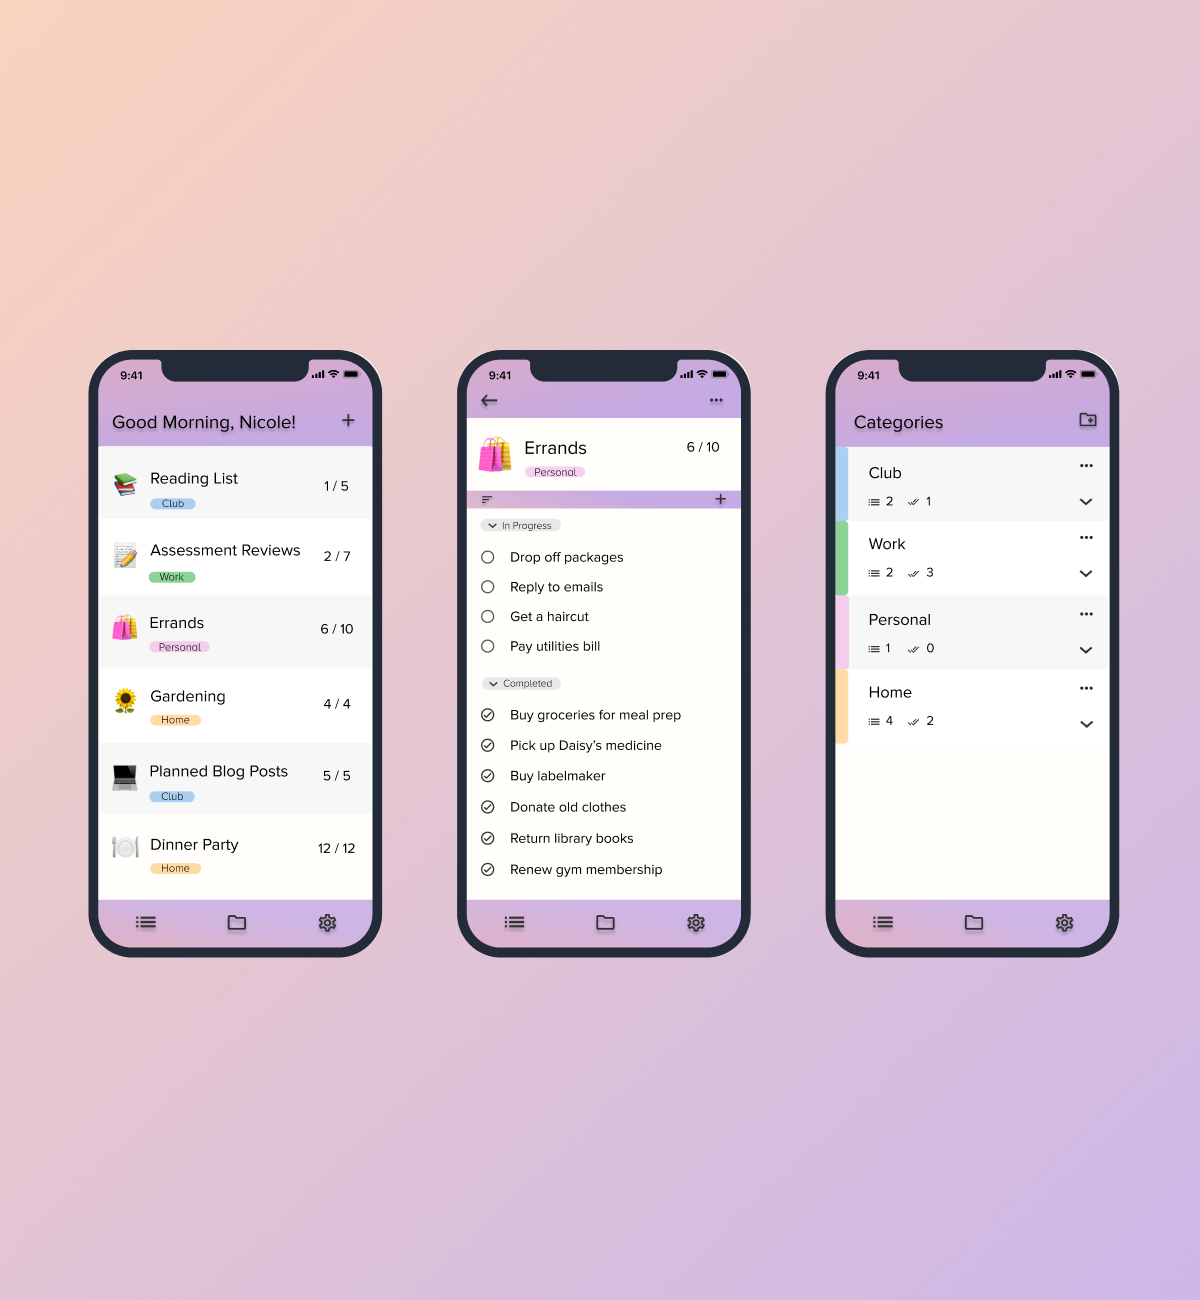 9:41
Good Morning, Nicole!
Reading List
1 / 5
Club
Assessment Reviews
2 / 7
Work
Errands
6 / 10
Personal
Gardening
4 / 4
Home
Planned Blog Posts
5 / 5
Club
Dinner Party
12 / 12
Home
9:41
Errands
6 / 10
Personal
In Progress
Drop off packages
Reply to emails
Get a haircut
Pay utilities bill
Completed
Buy groceries for meal prep
Pick up Daisy's medicine
Buy labelmaker
Donate old clothes
Return library books
Renew gym membership
9:41
Categories
Club
2 1
Work
2 3
Personal
1 0
Home
4 2